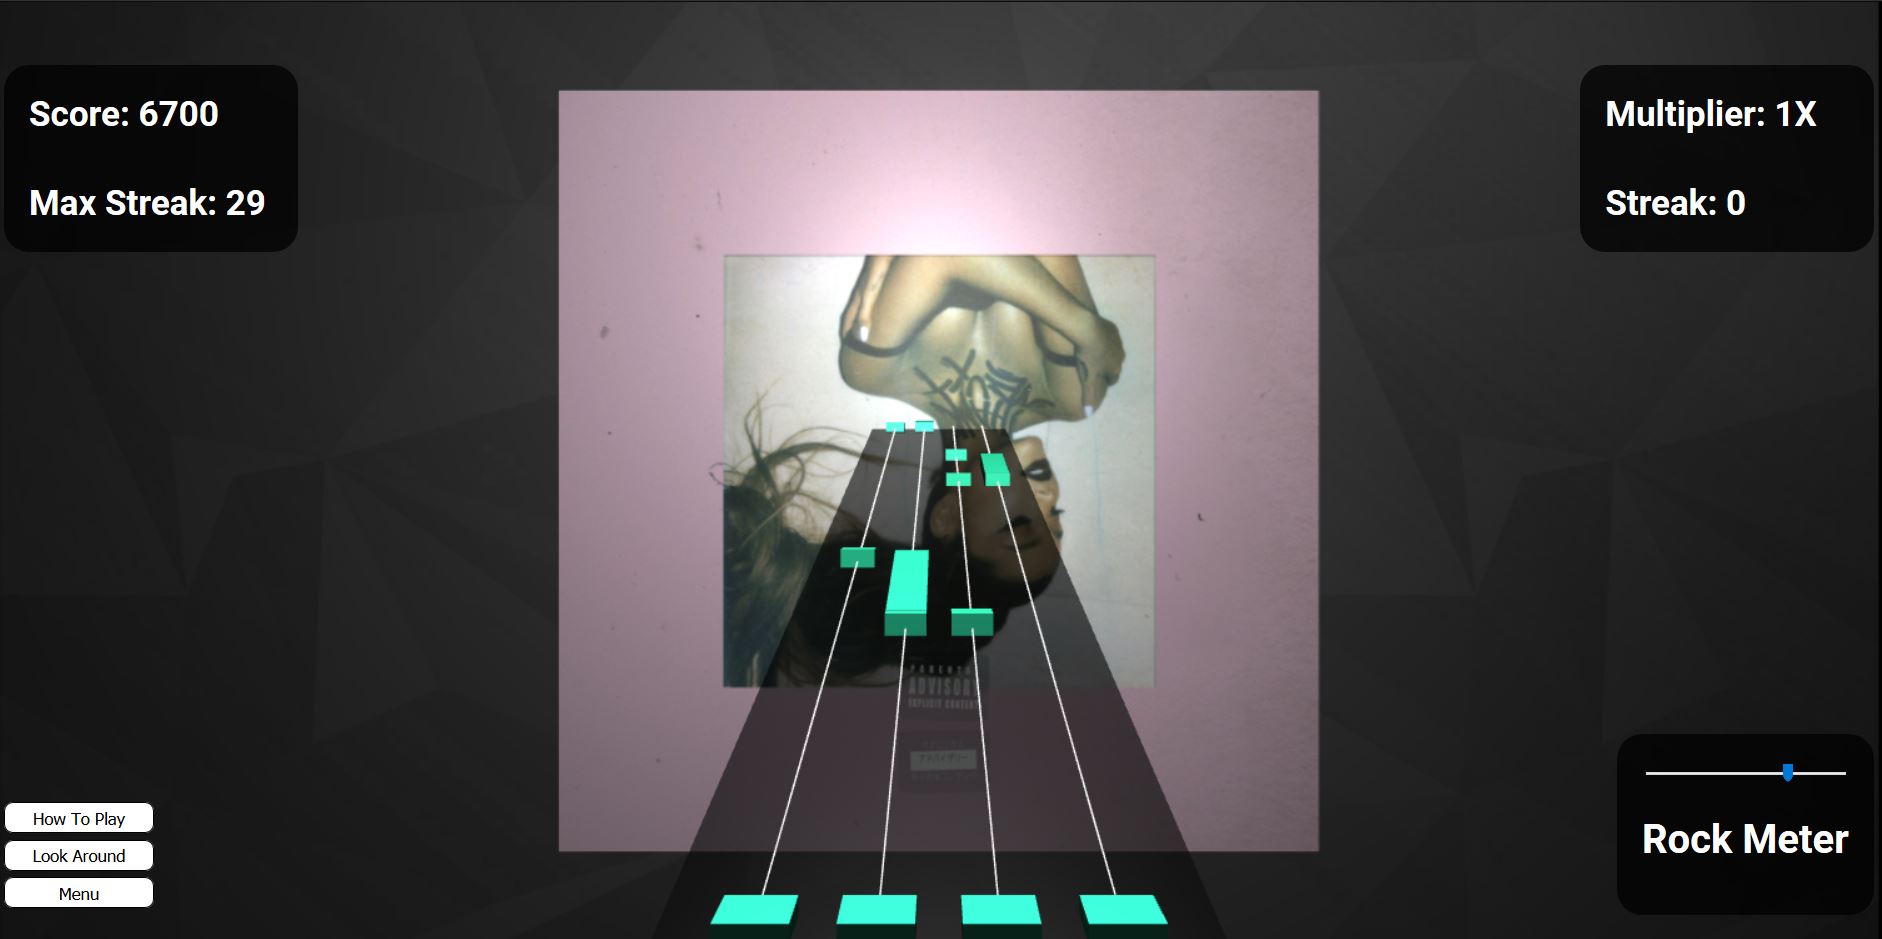 Score: 6700
Max Streak: 29
Multiplier: 1X
Streak: 0
PARENTAL
ADVISORY
EXPLICIT CONTENT
How To Play
Look Around
Menu
Rock Meter